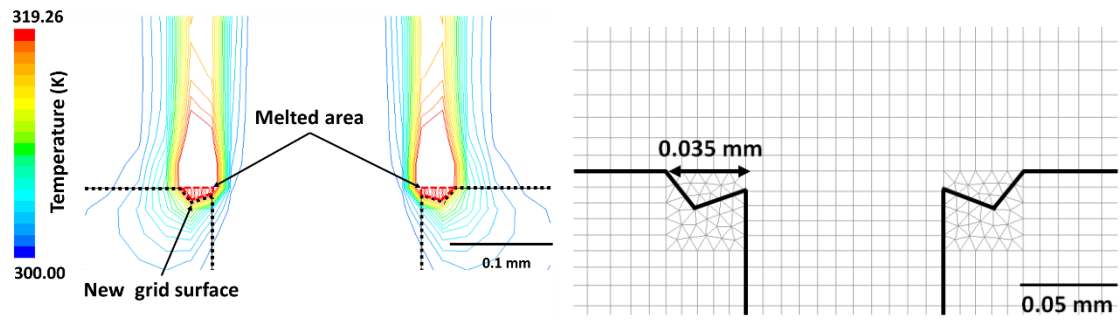 319.26
Temperature (K)
300.00
Melted area
New grid surface
0.1 mm
0.035 mm
0.05 mm